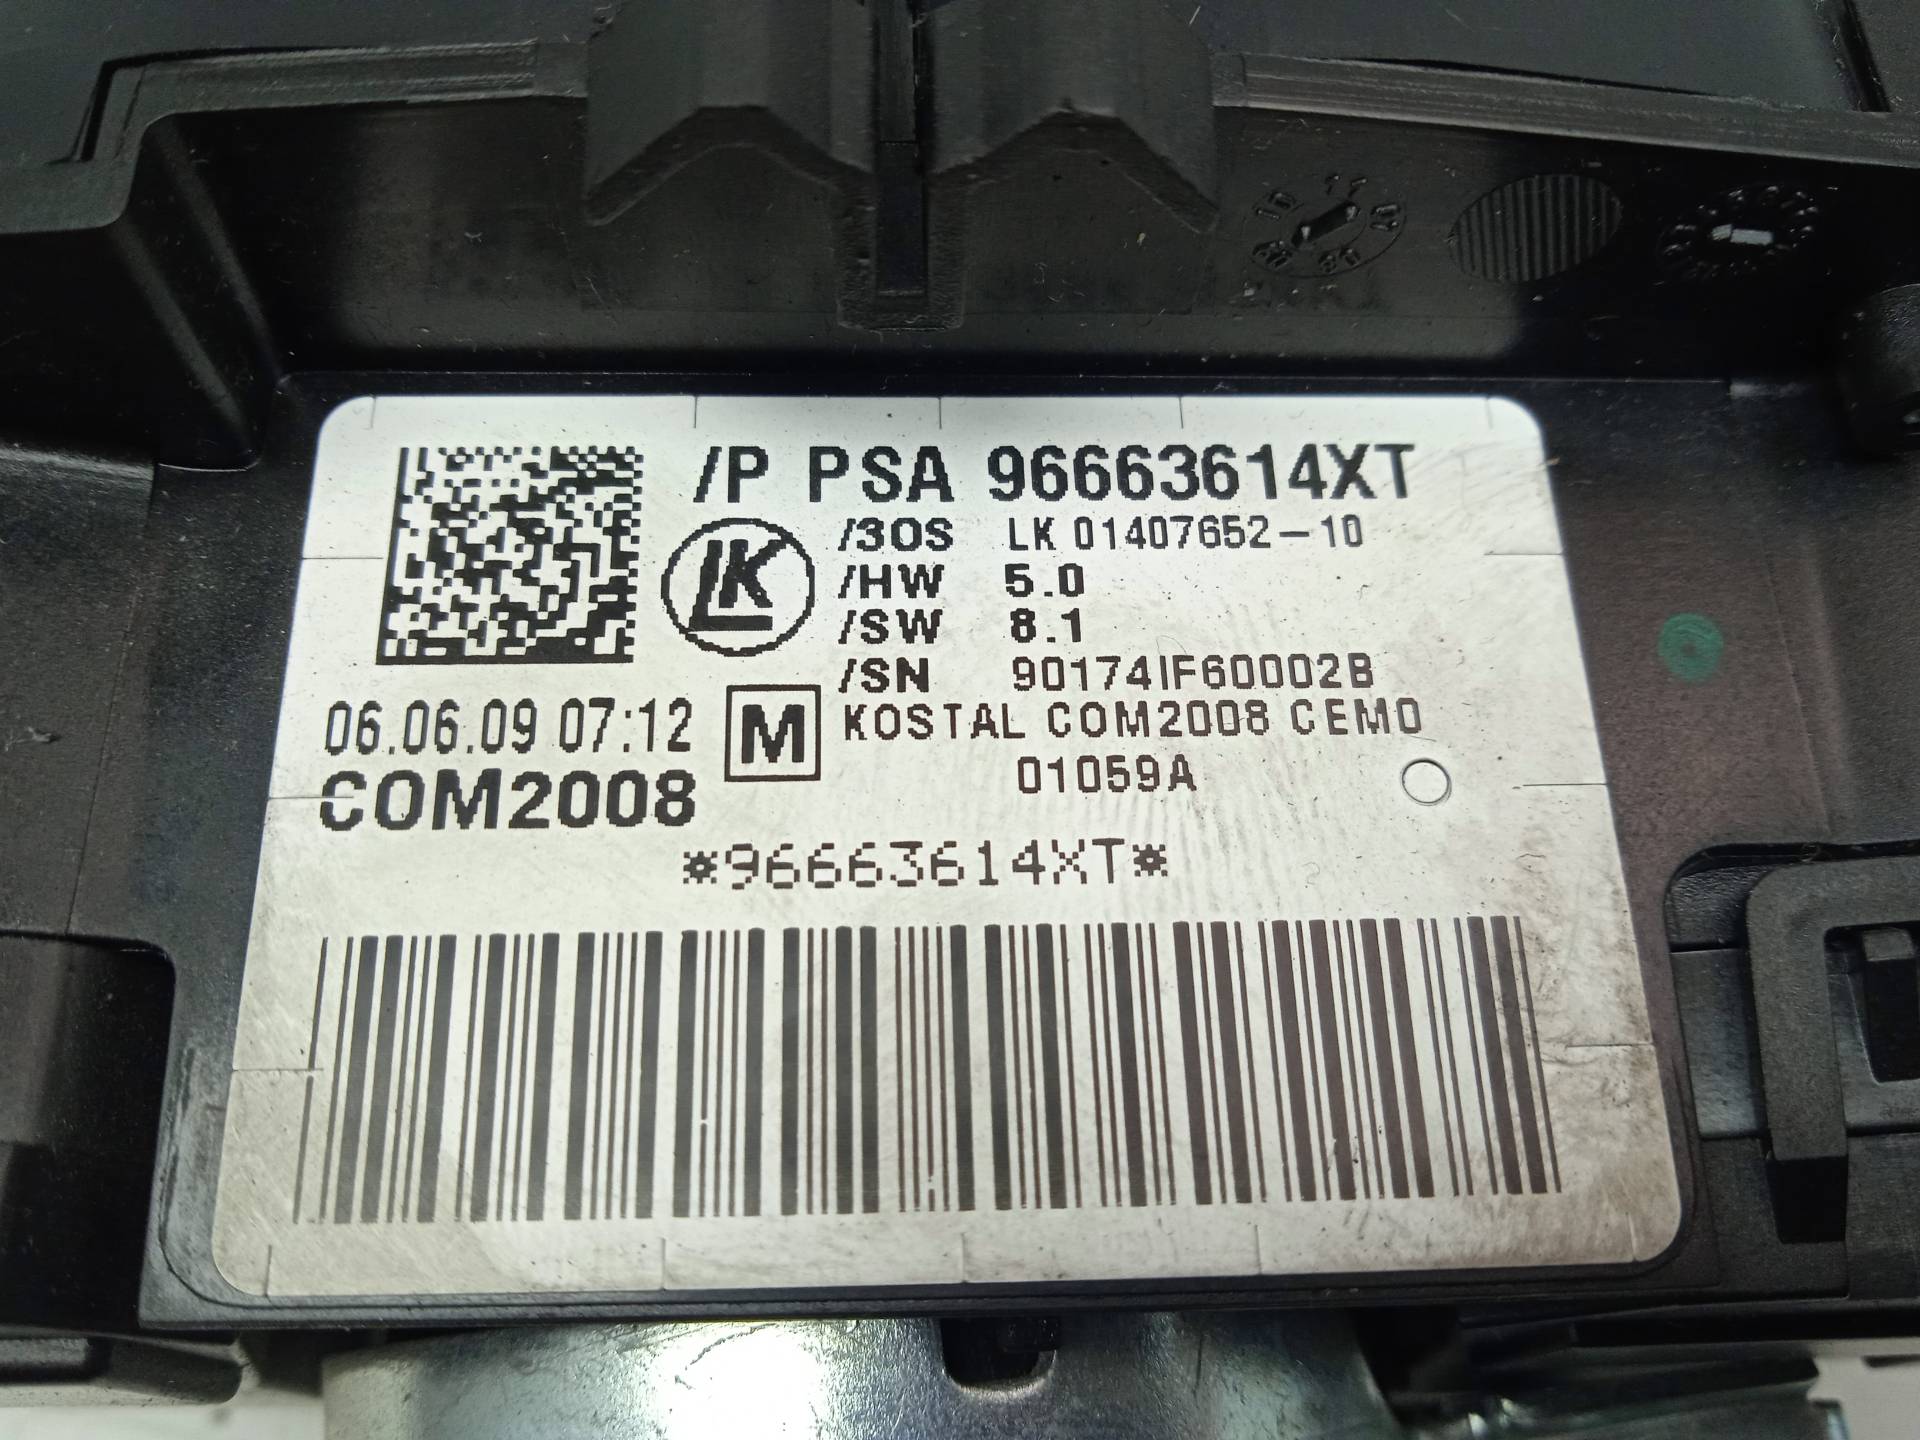 /P PSA 96663614XT
/3OS LK 01407652-10
LK
/HW 5.0
/SW 8.1
/SN 90174IF60002B
06.06.09 07:12
M
KOSTAL COM2008 CEM0
01059A
COM2008
*96663614XT*